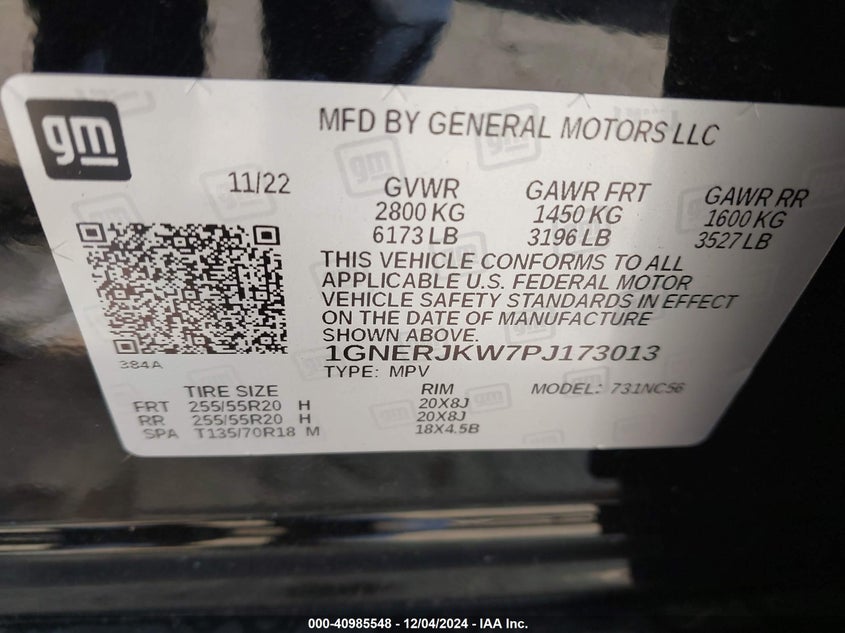 gm
MFD BY GENERAL MOTORS LLC
11/22
GVWR
2800 KG
6173 LB
GAWR FRT
1450 KG
3196 LB
GAWR RR
1600 KG
3527 LB
THIS VEHICLE CONFORMS TO ALL
APPLICABLE U.S. FEDERAL MOTOR
VEHICLE SAFETY STANDARDS IN EFFECT
ON THE DATE OF MANUFACTURE
SHOWN ABOVE.
1GNERJKW7PJ173013
TYPE: MPV
384A
TIRE SIZE
RIM
MODEL: 731NC56
FRT 255/55R20 H 20X8J
RR 255/55R20 H 20X8J
SPA T135/70R18 M 18X4.5B
000-40985548 - 12/04/2024 - IAA Inc.